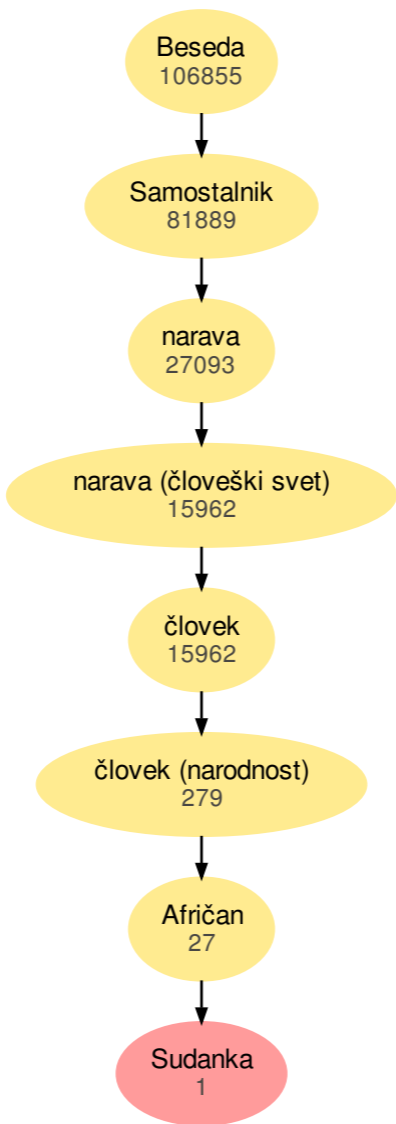 Beseda
106855
Samostalnik
81889
narava
27093
narava (človeški svet)
15962
človek
15962
človek (narodnost)
279
Afričan
27
Sudanka
1